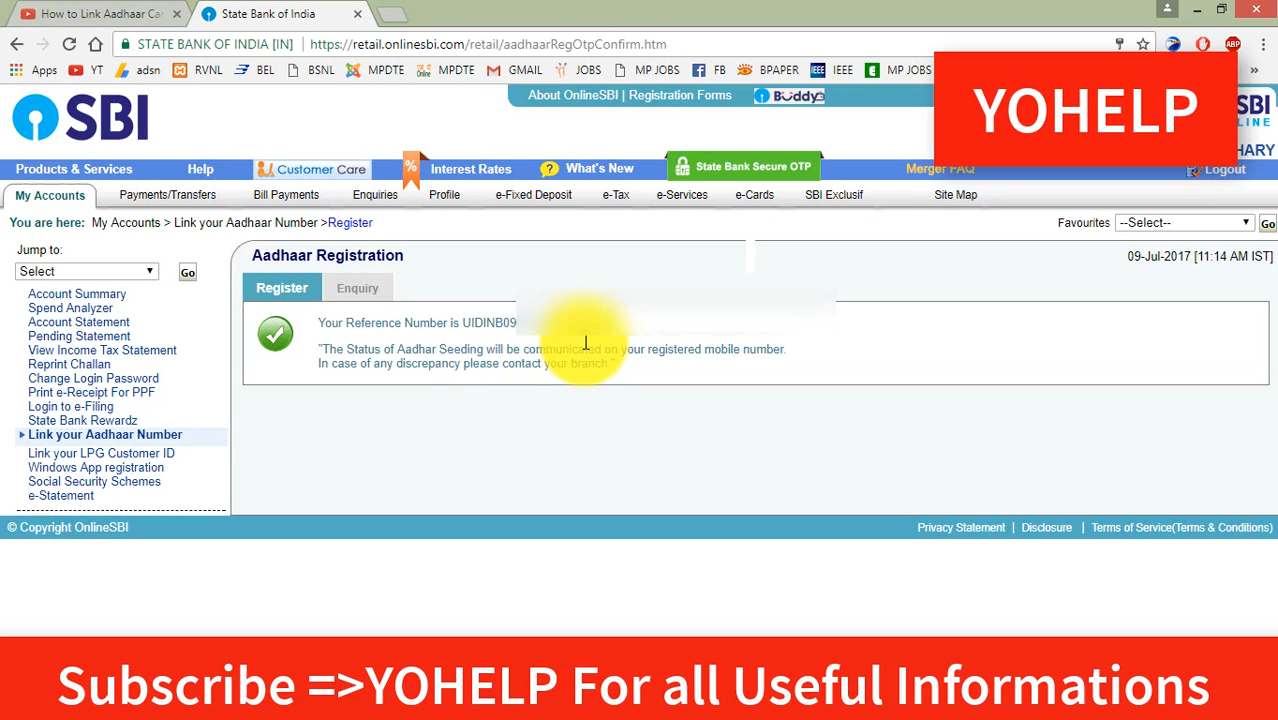 How to Link Aadhaar Ca
State Bank of India
STATE BANK OF INDIA [IN]
https://retail.onlinesbi.com/retail/aadhaarRegOtpConfirm.htm
ABP
Apps
YT
adsn
RVNL
BEL
BSNL
MPDTE
MPDTE
GMAIL
JOBS
MP JOBS
FB
BPAPER
IEEE
MP JOBS
SBI
About OnlineSBI | Registration Forms
Buddy
YOHELP
SBI
LINE
HARY
Products & Services
Help
Customer Care
%
Interest Rates
?
What's New
State Bank Secure OTP
Merger FAQ
Logout
My Accounts
Payments/Transfers
Bill Payments
Enquiries
Profile
e-Fixed Deposit
e-Tax
e-Services
e-Cards
SBI Exclusif
Site Map
You are here: My Accounts > Link your Aadhaar Number >Register
Favourites
--Select--
Go
Jump to:
Select
Go
Account Summary
Spend Analyzer
Account Statement
Pending Statement
View Income Tax Statement
Reprint Challan
Change Login Password
Print e-Receipt For PPF
Login to e-Filing
State Bank Rewardz
Link your Aadhaar Number
Link your LPG Customer ID
Windows App registration
Social Security Schemes
e-Statement
Aadhaar Registration
09-Jul-2017 [11:14 AM IST]
Register
Enquiry
Your Reference Number is UIDINB09
"The Status of Aadhar Seeding will be communicated on your registered mobile number.
In case of any discrepancy please contact your branch."
© Copyright OnlineSBI
Privacy Statement | Disclosure | Terms of Service(Terms & Conditions)
Subscribe =>YOHELP For all Useful Informations